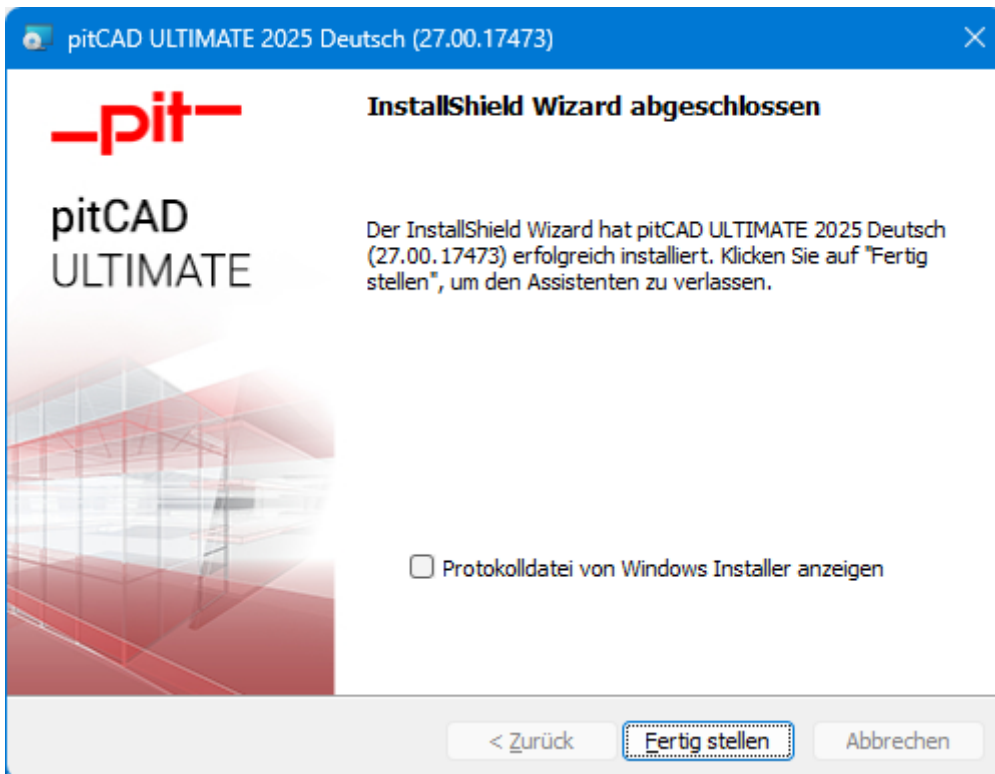 pitCAD ULTIMATE 2025 Deutsch (27.00.17473)
pit
pitCAD
ULTIMATE
InstallShield Wizard abgeschlossen
Der InstallShield Wizard hat pitCAD ULTIMATE 2025 Deutsch
(27.00.17473) erfolgreich installiert. Klicken Sie auf "Fertig
stellen", um den Assistenten zu verlassen.
Protokolldatei von Windows Installer anzeigen
< Zurück
Fertig stellen
Abbrechen